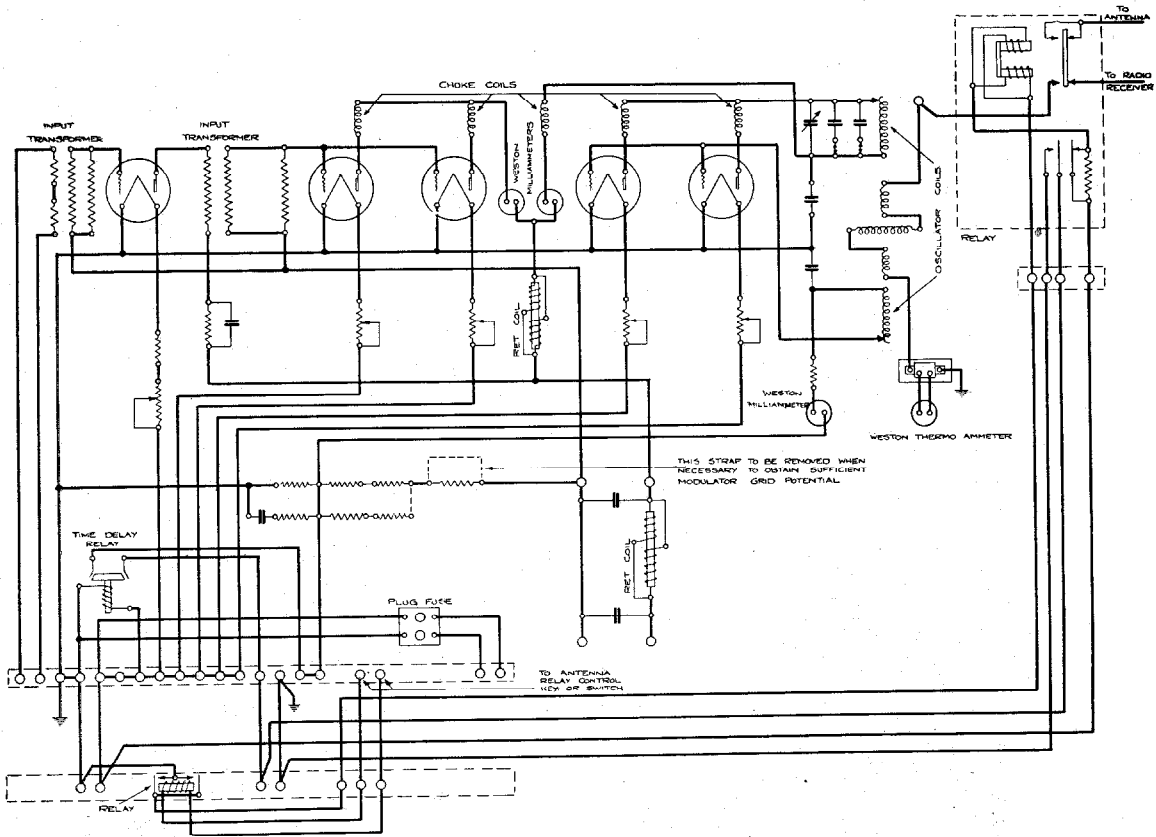 TO
ANTENNA
TO RADIO
RECEIVER
CHOKE COILS
INPUT
TRANSFORMER
INPUT
TRANSFORMER
WESTON
MILLIAMMETERS
OSCILLATOR COILS
RELAY
RET COIL
WESTON
MILLIAMMETER
WESTON THERMO AMMETER
THIS STRAP TO BE REMOVED WHEN
NECESSARY TO OBTAIN SUFFICIENT
MODULATOR GRID POTENTIAL
TIME DELAY
RELAY
RET COIL
PLUG FUSE
TO ANTENNA
RELAY CONTROL
KEY OR SWITCH
RELAY